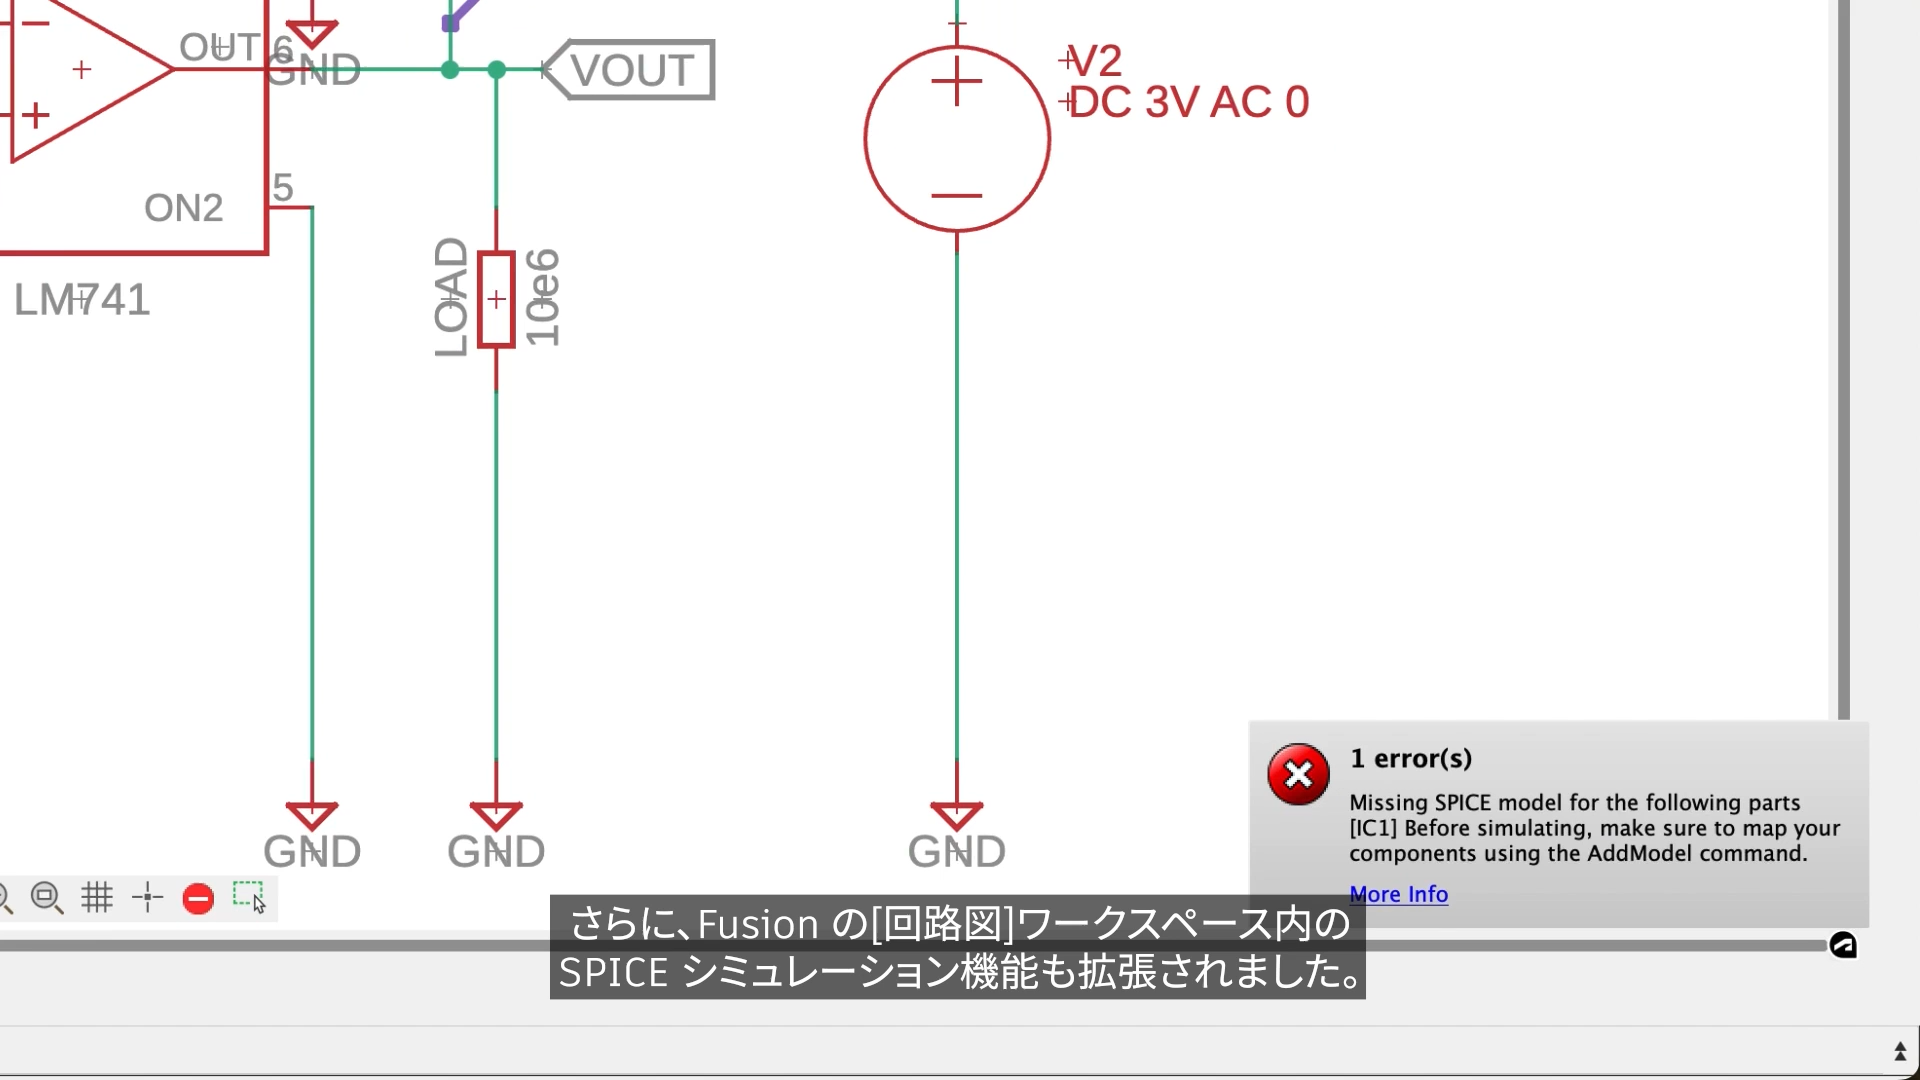 OUT
6
GND
VOUT
V2
DC 3V AC 0
5
ON2
LM741
LOAD
10e6
GND
GND
GND
1 error(s)
Missing SPICE model for the following parts
[IC1] Before simulating, make sure to map your
components using the AddModel command.
More Info
さらに、Fusion の[回路図]ワークスペース内の
SPICE シミュレーション機能も拡張されました。